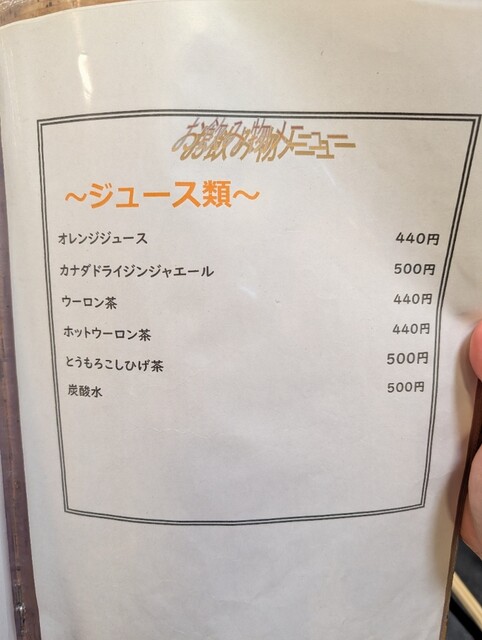 お飲み物メニュー
～ジュース類～
オレンジジュース 440円
カナダドライジンジャエール 500円
ウーロン茶 440円
ホットウーロン茶 440円
とうもろこしひげ茶 500円
炭酸水 500円